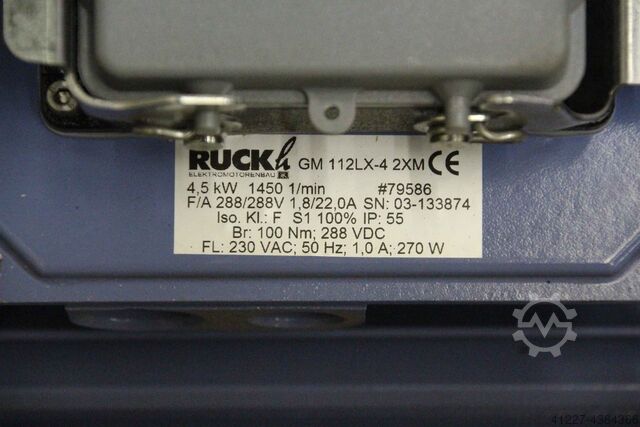 RUCKh GM 112LX-4 2XM CE
ELEKTROMOTORENBAU
4,5 kW 1450 1/min #79586
F/A 288/288V 1,8/22,0A SN: 03-133874
Iso. Kl.: F S1 100% IP: 55
Br: 100 Nm; 288 VDC
FL: 230 VAC; 50 Hz; 1,0 A; 270 W
41227-4364366